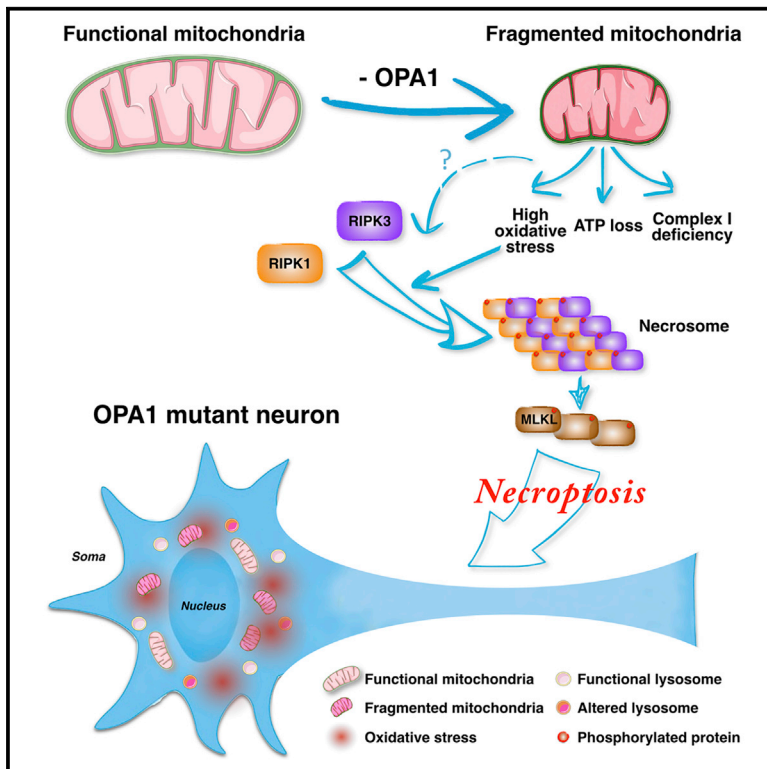 Functional mitochondria
Fragmented mitochondria
- OPA1
?
RIPK3
RIPK1
High
oxidative
stress
ATP loss
Complex I
deficiency
Necrosome
MLKL
OPA1 mutant neuron
Necroptosis
Soma
Nucleus
Functional mitochondria
Functional lysosome
Fragmented mitochondria
Altered lysosome
Oxidative stress
Phosphorylated protein